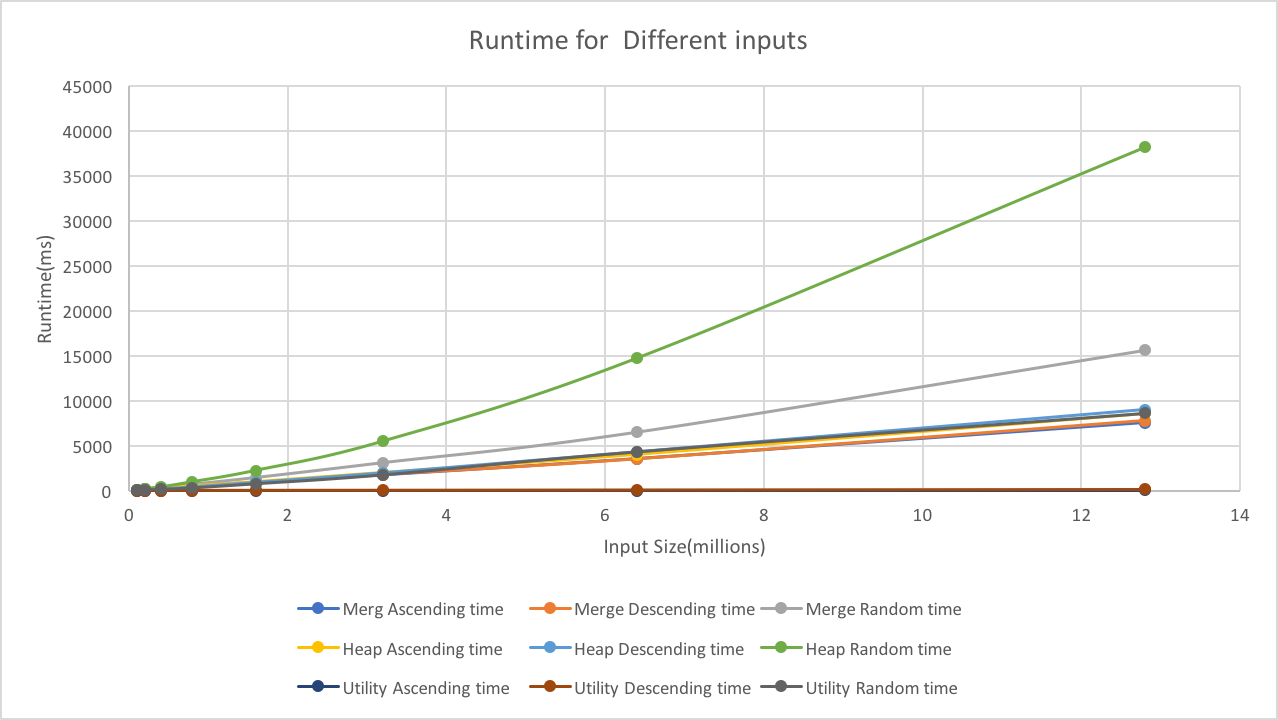 Runtime for  Different inputs
45000
40000
35000
30000
25000
20000
15000
10000
5000
0
Runtime(ms)
0 2 4 6 8 10 12 14
Input Size(millions)
Merg Ascending time Merge Descending time Merge Random time
Heap Ascending time Heap Descending time Heap Random time
Utility Ascending time Utility Descending time Utility Random time